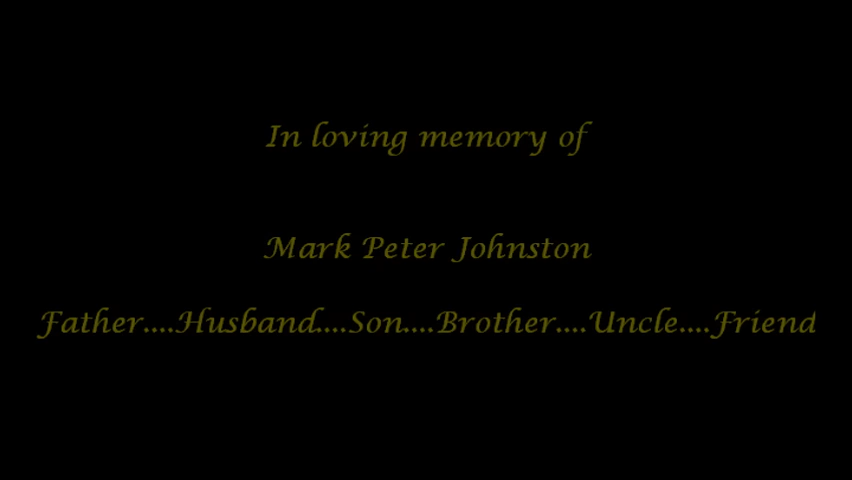 In loving memory of
Mark Peter Johnston
Father....Husband....Son....Brother....Uncle....Friend